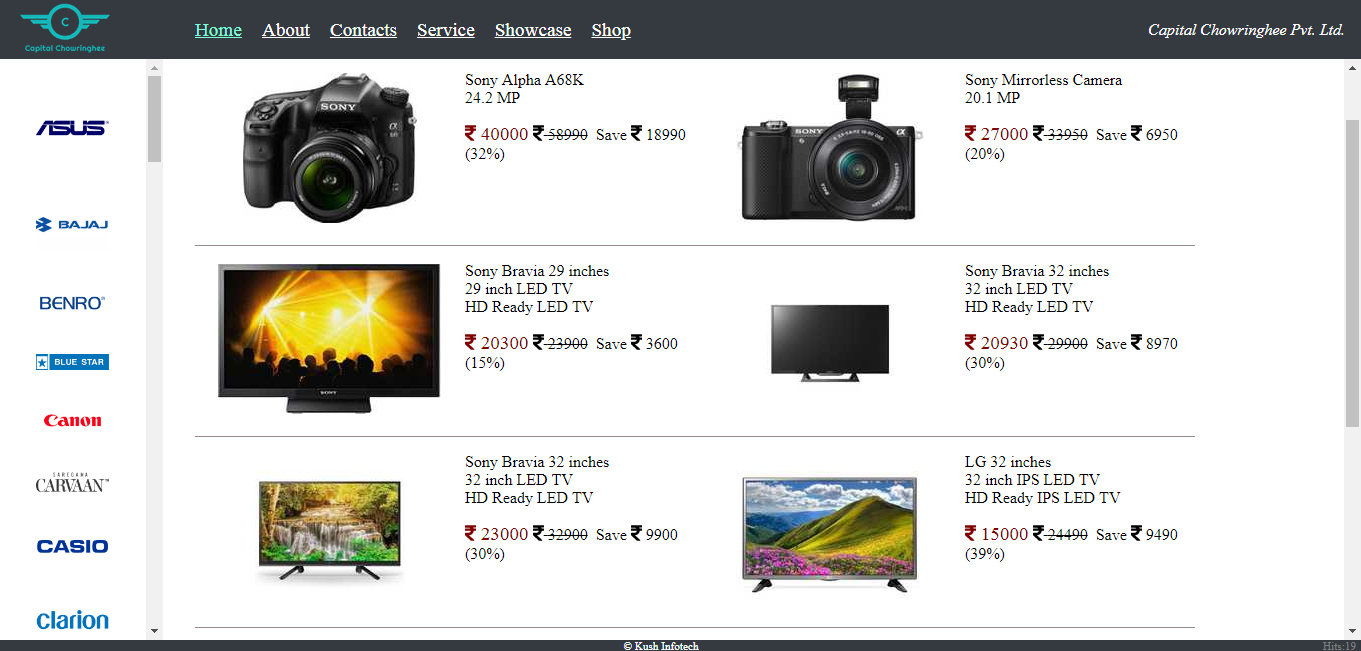 C
Capital Chowringhee
Home About Contacts Service Showcase Shop
Capital Chowringhee Pvt. Ltd.
ASUS
BAJAJ
BENRO
BLUE STAR
Canon
SAREGAMA
CARVAAN
CASIO
clarion
SONY
α
Sony Alpha A68K
24.2 MP
₹ 40000 ₹ 58990 Save ₹ 18990
(32%)
SONY
α
Sony Mirrorless Camera
20.1 MP
₹ 27000 ₹ 33950 Save ₹ 6950
(20%)
SONY
Sony Bravia 29 inches
29 inch LED TV
HD Ready LED TV
₹ 20300 ₹ 23900 Save ₹ 3600
(15%)
Sony Bravia 32 inches
32 inch LED TV
HD Ready LED TV
₹ 20930 ₹ 29900 Save ₹ 8970
(30%)
Sony Bravia 32 inches
32 inch LED TV
HD Ready LED TV
₹ 23000 ₹ 32900 Save ₹ 9900
(30%)
LG 32 inches
32 inch IPS LED TV
HD Ready IPS LED TV
₹ 15000 ₹ 24490 Save ₹ 9490
(39%)
© Kush Infotech
Hits:19